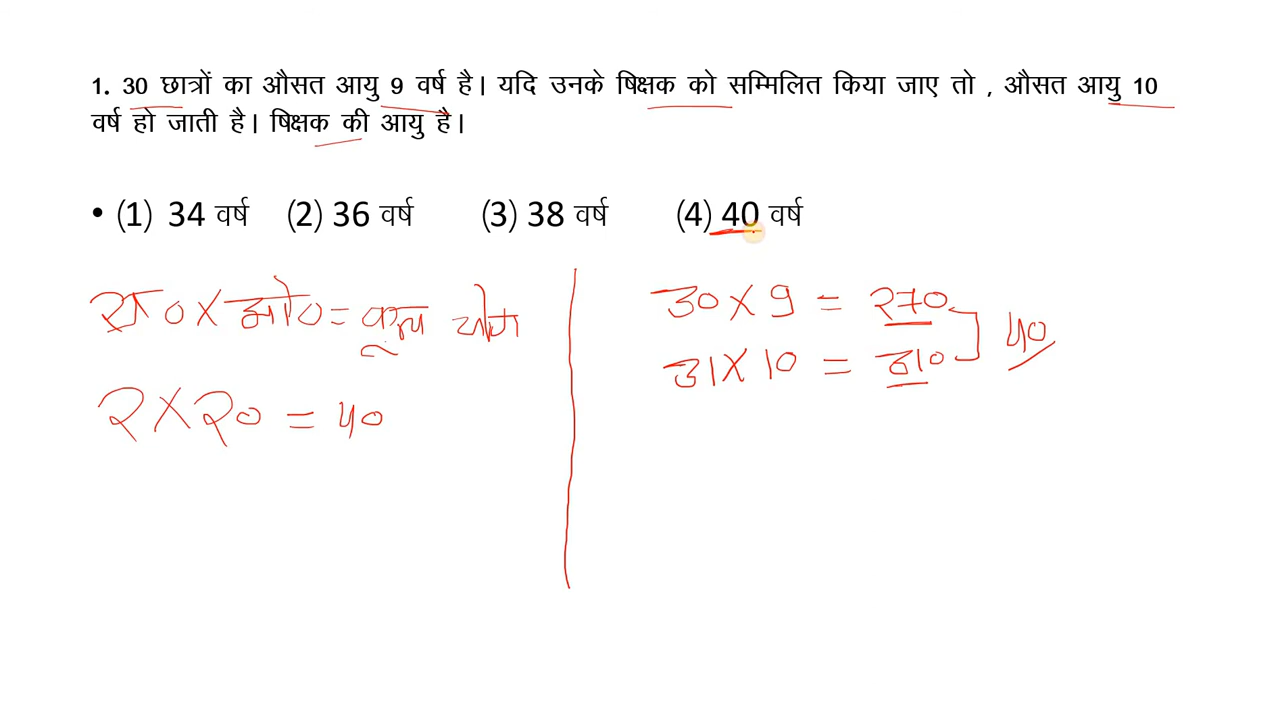 1. 30 छात्रों का औसत आयु 9 वर्ष है। यदि उनके षिक्षक को सम्मिलित किया जाए तो , औसत आयु 10
वर्ष हो जाती है। षिक्षक की आयु है।
• (1) 34 वर्ष (2) 36 वर्ष (3) 38 वर्ष (4) 40 वर्ष
× = कुल योग
2 × 20 = 40
30 × 9 = 270
31 × 10 = 310
40